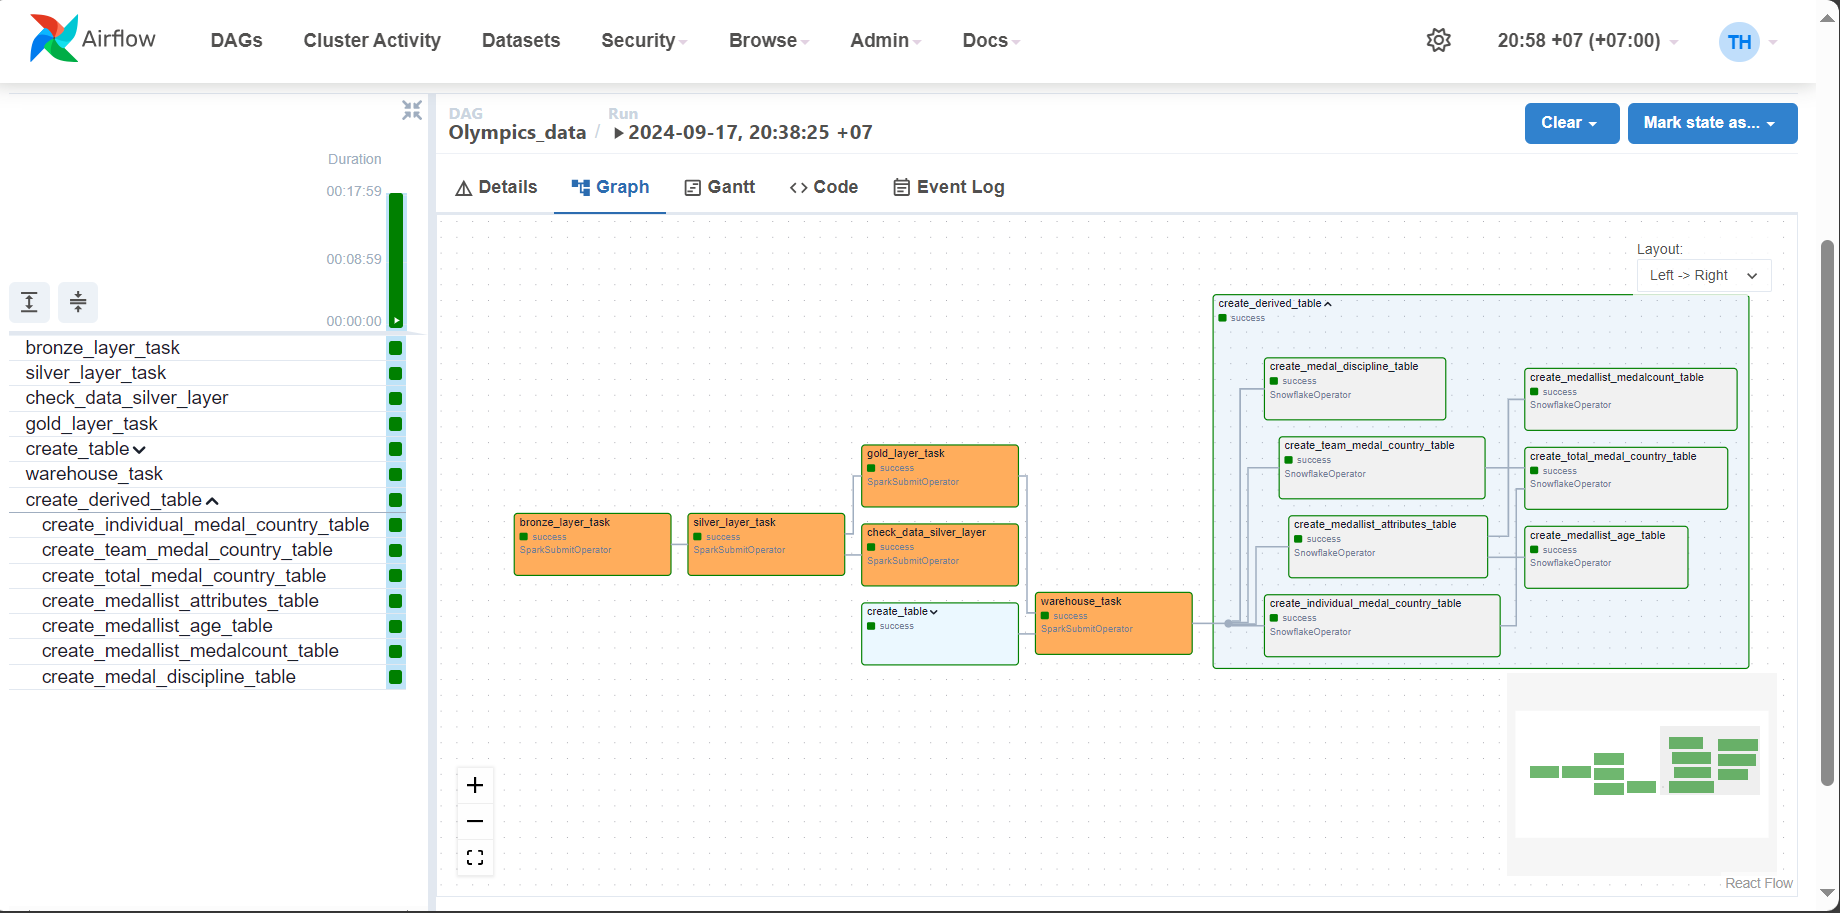 Airflow DAGs Cluster Activity Datasets Security Browse Admin Docs 20:58 +07 (+07:00) TH
DAG Run
Olympics_data / 2024-09-17, 20:38:25 +07
Clear Mark state as...
Details Graph Gantt Code Event Log
Duration
00:17:59
00:08:59
00:00:00
bronze_layer_task
silver_layer_task
check_data_silver_layer
gold_layer_task
create_table
warehouse_task
create_derived_table
create_individual_medal_country_table
create_team_medal_country_table
create_total_medal_country_table
create_medallist_attributes_table
create_medallist_age_table
create_medallist_medalcount_table
create_medal_discipline_table
Layout:
Left -> Right
bronze_layer_task
success
SparkSubmitOperator
silver_layer_task
success
SparkSubmitOperator
gold_layer_task
success
SparkSubmitOperator
check_data_silver_layer
success
SparkSubmitOperator
create_table
success
warehouse_task
success
SparkSubmitOperator
create_derived_table
success
create_medal_discipline_table
success
SnowflakeOperator
create_team_medal_country_table
success
SnowflakeOperator
create_medallist_attributes_table
success
SnowflakeOperator
create_individual_medal_country_table
success
SnowflakeOperator
create_medallist_medalcount_table
success
SnowflakeOperator
create_total_medal_country_table
success
SnowflakeOperator
create_medallist_age_table
success
SnowflakeOperator
React Flow